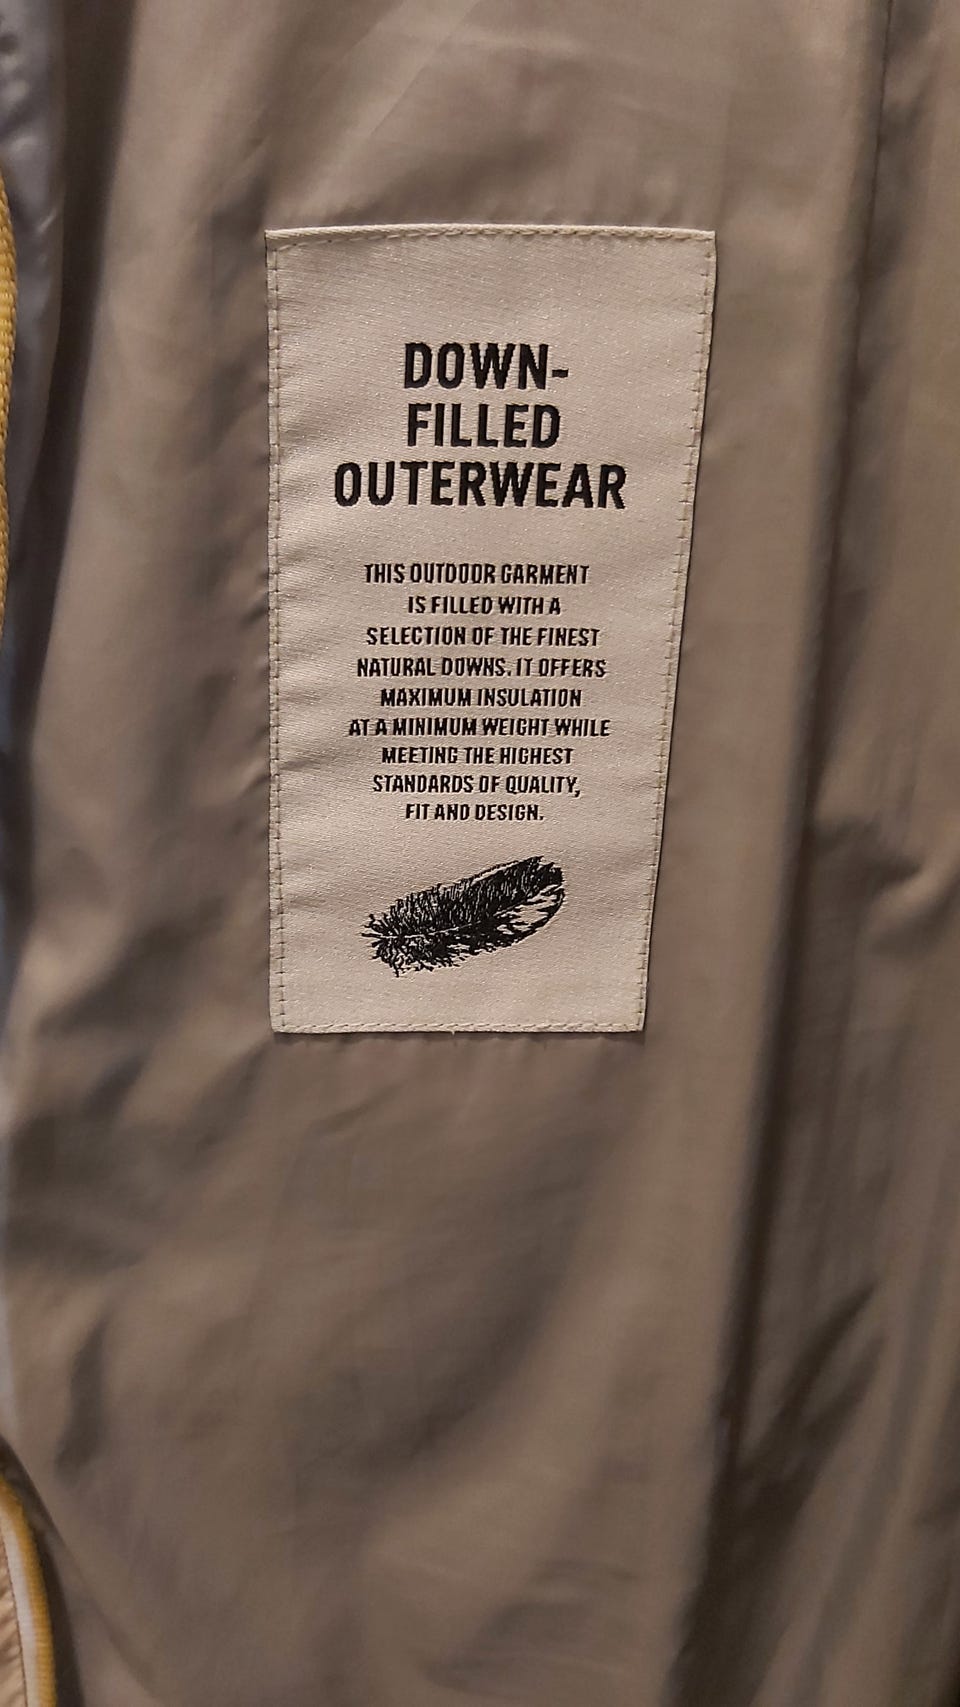 DOWN-
FILLED
OUTERWEAR
THIS OUTDOOR GARMENT
IS FILLED WITH A
SELECTION OF THE FINEST
NATURAL DOWNS. IT OFFERS
MAXIMUM INSULATION
AT A MINIMUM WEIGHT WHILE
MEETING THE HIGHEST
STANDARDS OF QUALITY,
FIT AND DESIGN.